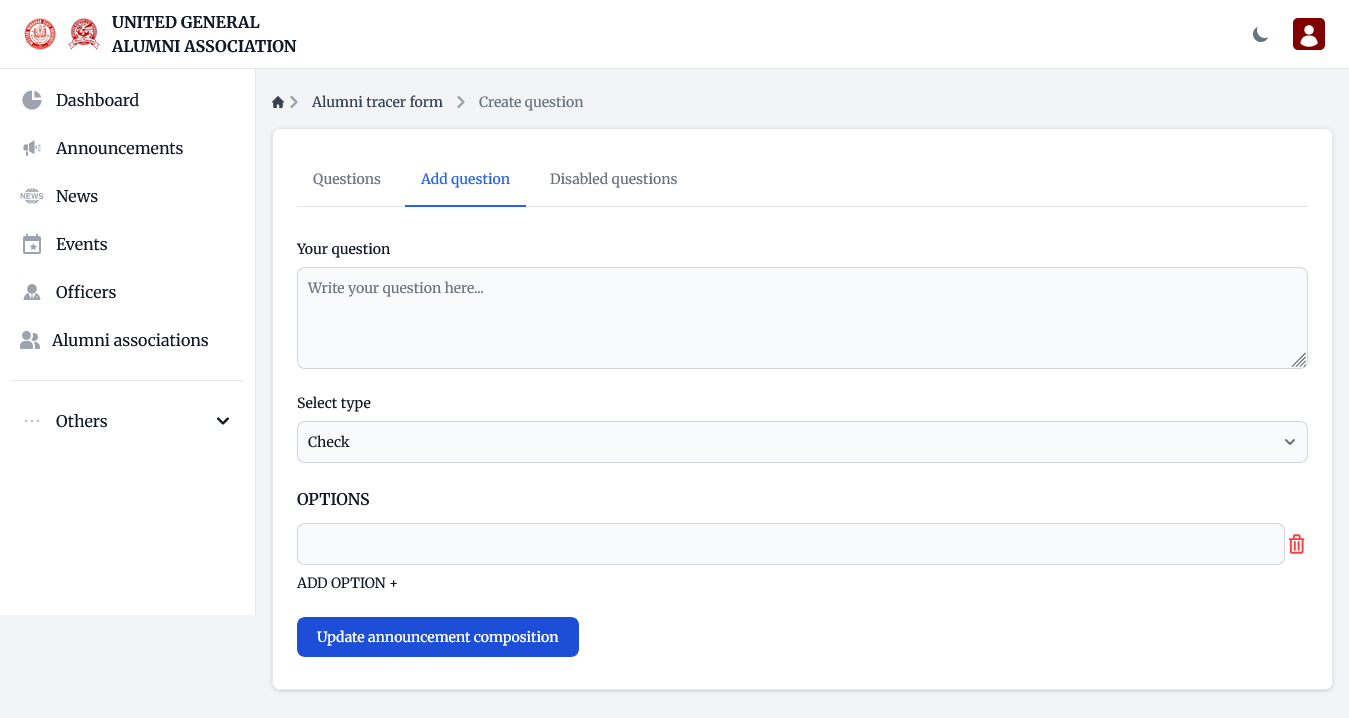 UNITED GENERAL
ALUMNI ASSOCIATION
Dashboard
Announcements
NEWS News
Events
Officers
Alumni associations
Others
Alumni tracer form
Create question
Questions
Add question
Disabled questions
Your question
Write your question here...
Select type
Check
OPTIONS
ADD OPTION +
Update announcement composition